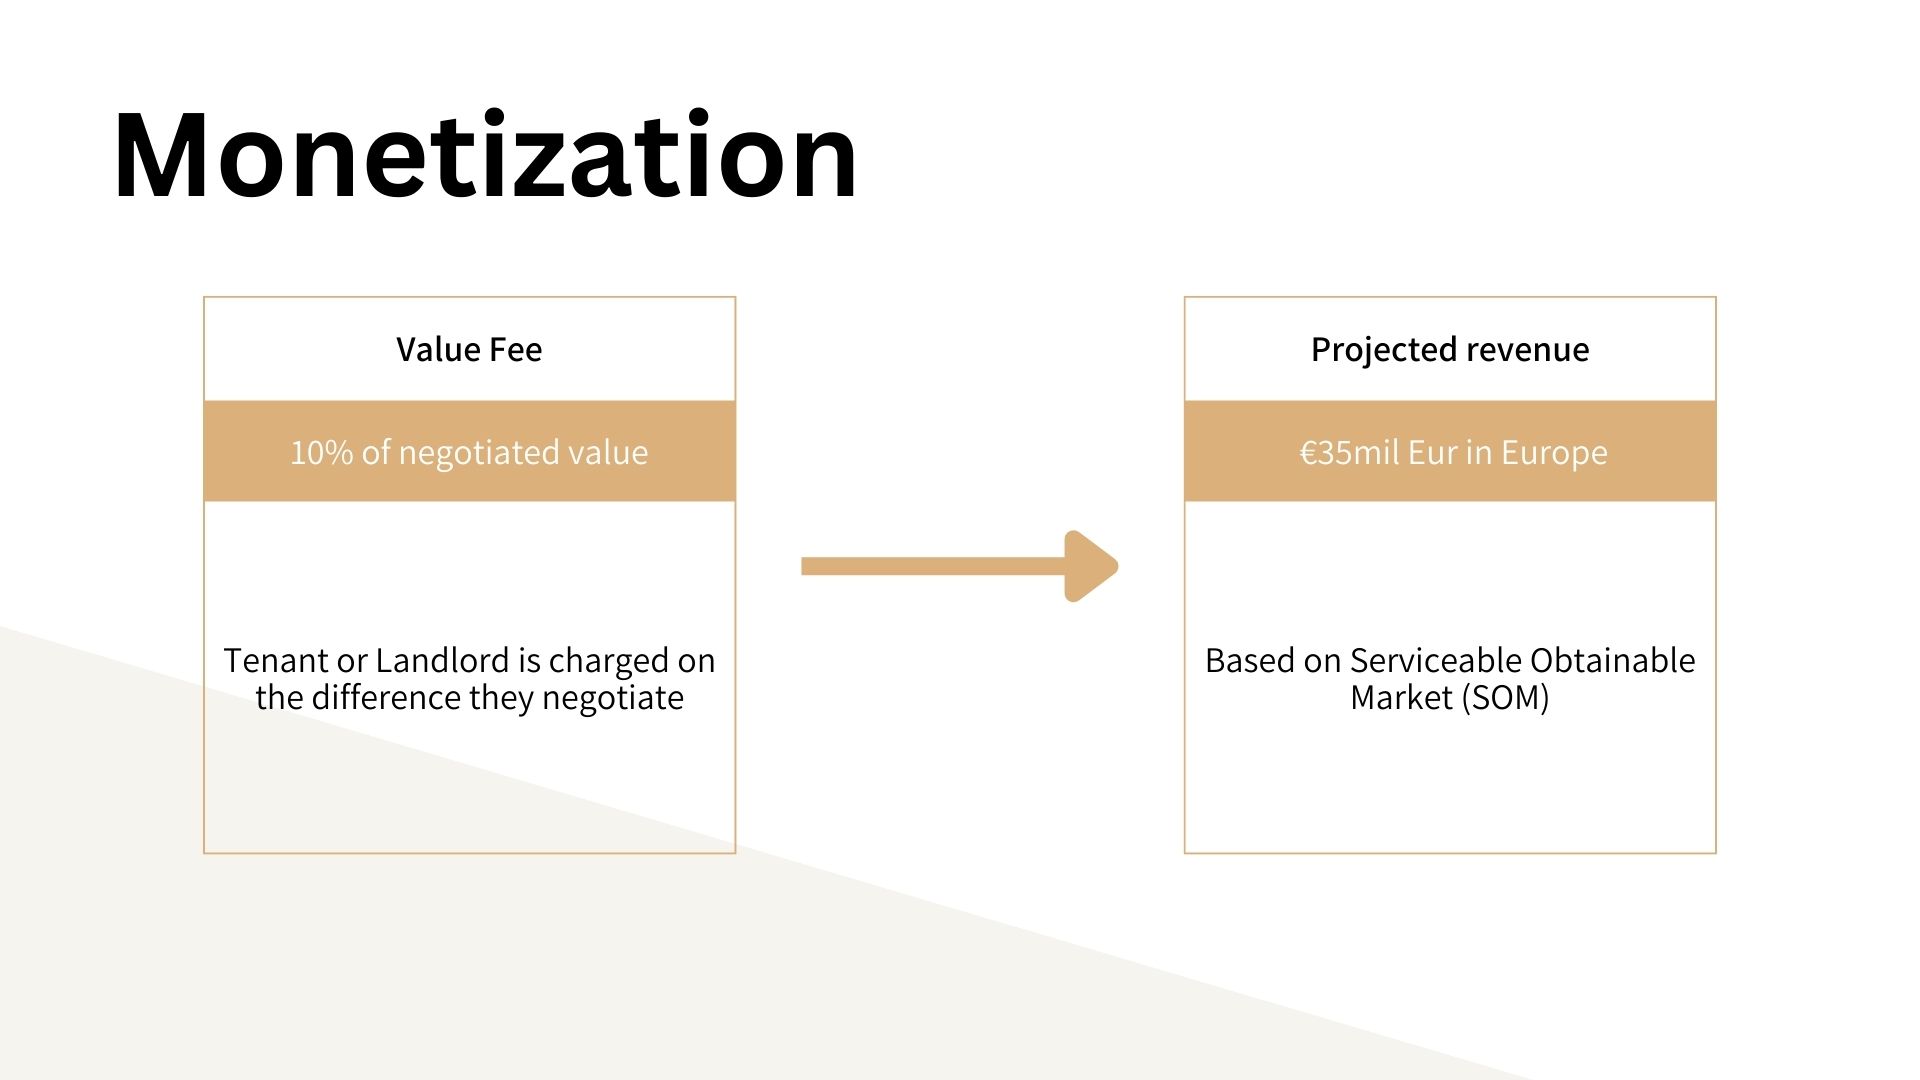 Monetization
Value Fee
10% of negotiated value
Tenant or Landlord is charged on
the difference they negotiate
Projected revenue
€35mil Eur in Europe
Based on Serviceable Obtainable
Market (SOM)